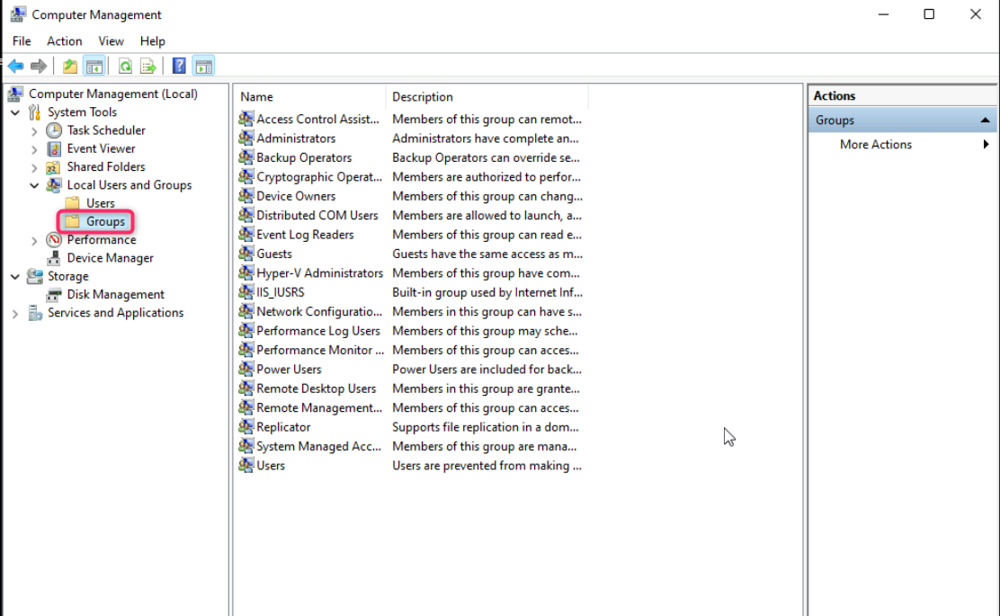 Computer Management
File Action View Help
Computer Management (Local)
System Tools
Task Scheduler
Event Viewer
Shared Folders
Local Users and Groups
Users
Groups
Performance
Device Manager
Storage
Disk Management
Services and Applications
Name Description
Access Control Assist... Members of this group can remot...
Administrators Administrators have complete an...
Backup Operators Backup Operators can override se...
Cryptographic Operat... Members are authorized to perfor...
Device Owners Members of this group can chang...
Distributed COM Users Members are allowed to launch, a...
Event Log Readers Members of this group can read e...
Guests Guests have the same access as m...
Hyper-V Administrators Members of this group have com...
IIS_IUSRS Built-in group used by Internet Inf...
Network Configuratio... Members in this group can have s...
Performance Log Users Members of this group may sche...
Performance Monitor ... Members of this group can acces...
Power Users Power Users are included for back...
Remote Desktop Users Members in this group are grante...
Remote Management... Members of this group can acces...
Replicator Supports file replication in a dom...
System Managed Acc... Members of this group are mana...
Users Users are prevented from making ...
Actions
Groups
More Actions